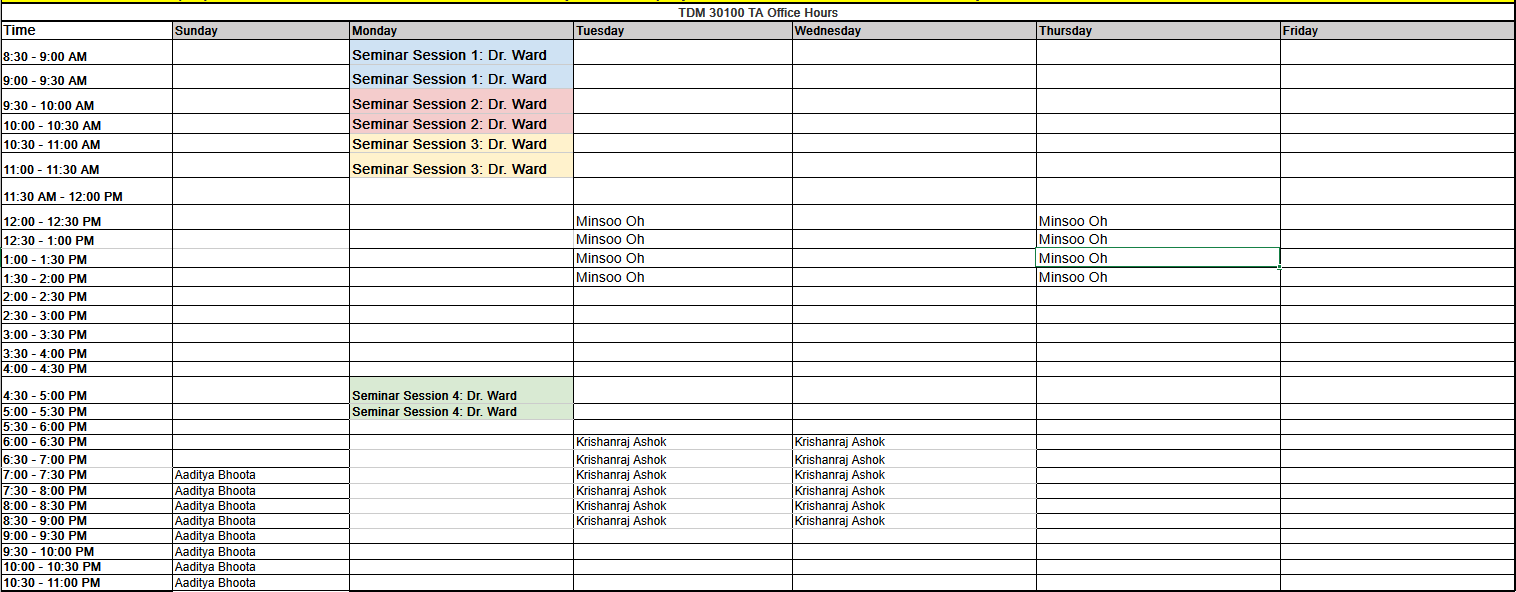 TDM 30100 TA Office Hours
Time Sunday Monday Tuesday Wednesday Thursday Friday
8:30 - 9:00 AM Seminar Session 1: Dr. Ward
9:00 - 9:30 AM Seminar Session 1: Dr. Ward
9:30 - 10:00 AM Seminar Session 2: Dr. Ward
10:00 - 10:30 AM Seminar Session 2: Dr. Ward
10:30 - 11:00 AM Seminar Session 3: Dr. Ward
11:00 - 11:30 AM Seminar Session 3: Dr. Ward
11:30 AM - 12:00 PM
12:00 - 12:30 PM Minsoo Oh Minsoo Oh
12:30 - 1:00 PM Minsoo Oh Minsoo Oh
1:00 - 1:30 PM Minsoo Oh Minsoo Oh
1:30 - 2:00 PM Minsoo Oh Minsoo Oh
2:00 - 2:30 PM
2:30 - 3:00 PM
3:00 - 3:30 PM
3:30 - 4:00 PM
4:00 - 4:30 PM
4:30 - 5:00 PM Seminar Session 4: Dr. Ward
5:00 - 5:30 PM Seminar Session 4: Dr. Ward
5:30 - 6:00 PM
6:00 - 6:30 PM Krishanraj Ashok Krishanraj Ashok
6:30 - 7:00 PM Krishanraj Ashok Krishanraj Ashok
7:00 - 7:30 PM Aaditya Bhoota Krishanraj Ashok Krishanraj Ashok
7:30 - 8:00 PM Aaditya Bhoota Krishanraj Ashok Krishanraj Ashok
8:00 - 8:30 PM Aaditya Bhoota Krishanraj Ashok Krishanraj Ashok
8:30 - 9:00 PM Aaditya Bhoota Krishanraj Ashok Krishanraj Ashok
9:00 - 9:30 PM Aaditya Bhoota
9:30 - 10:00 PM Aaditya Bhoota
10:00 - 10:30 PM Aaditya Bhoota
10:30 - 11:00 PM Aaditya Bhoota